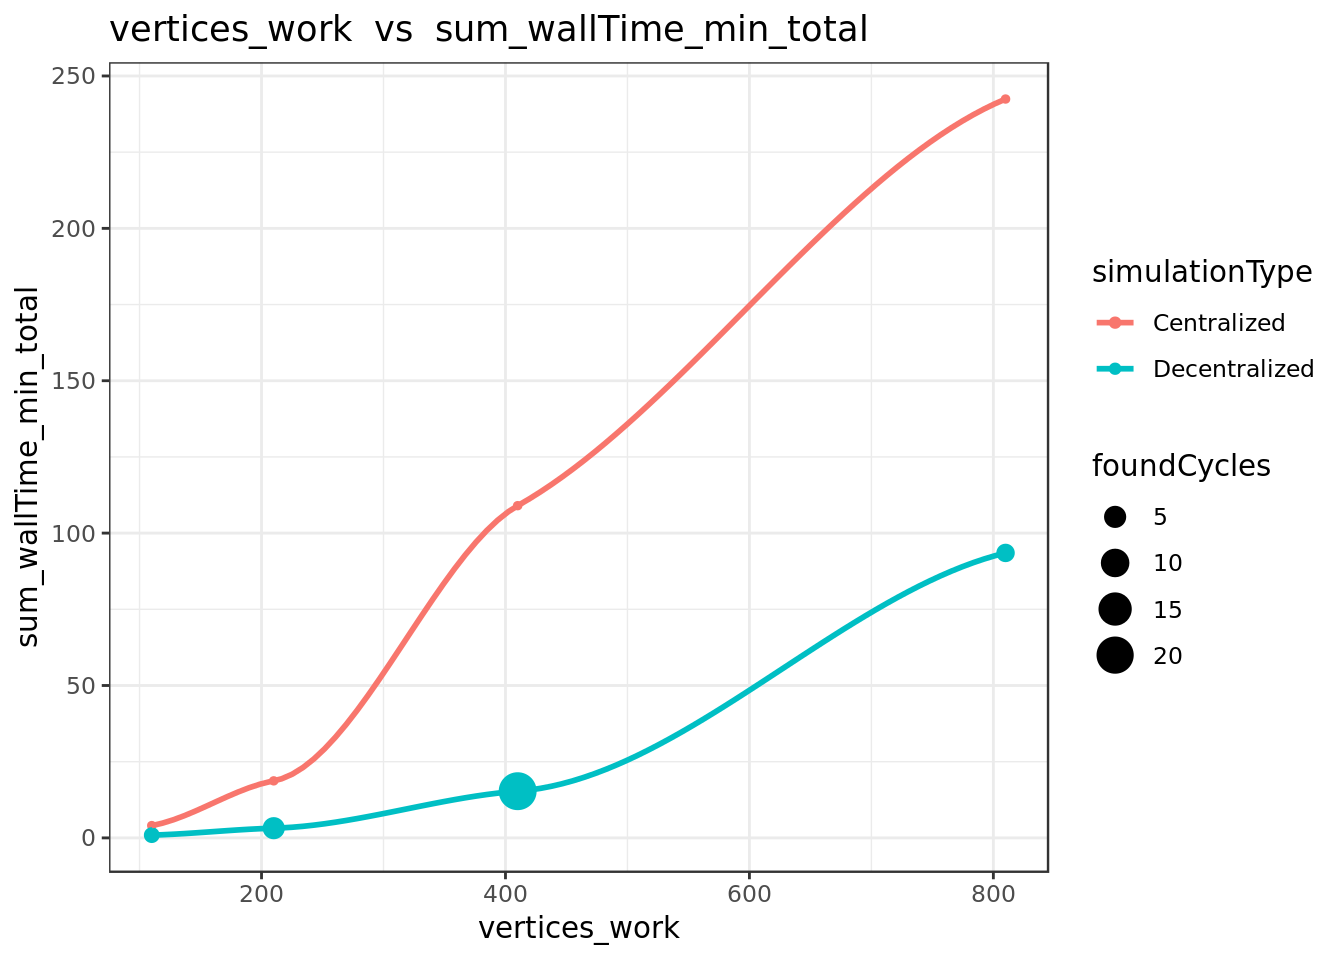 vertices_work  vs  sum_wallTime_min_total
250
200
150
100
50
0
sum_wallTime_min_total
200
400
600
800
vertices_work
simulationType
Centralized
Decentralized
foundCycles
5
10
15
20